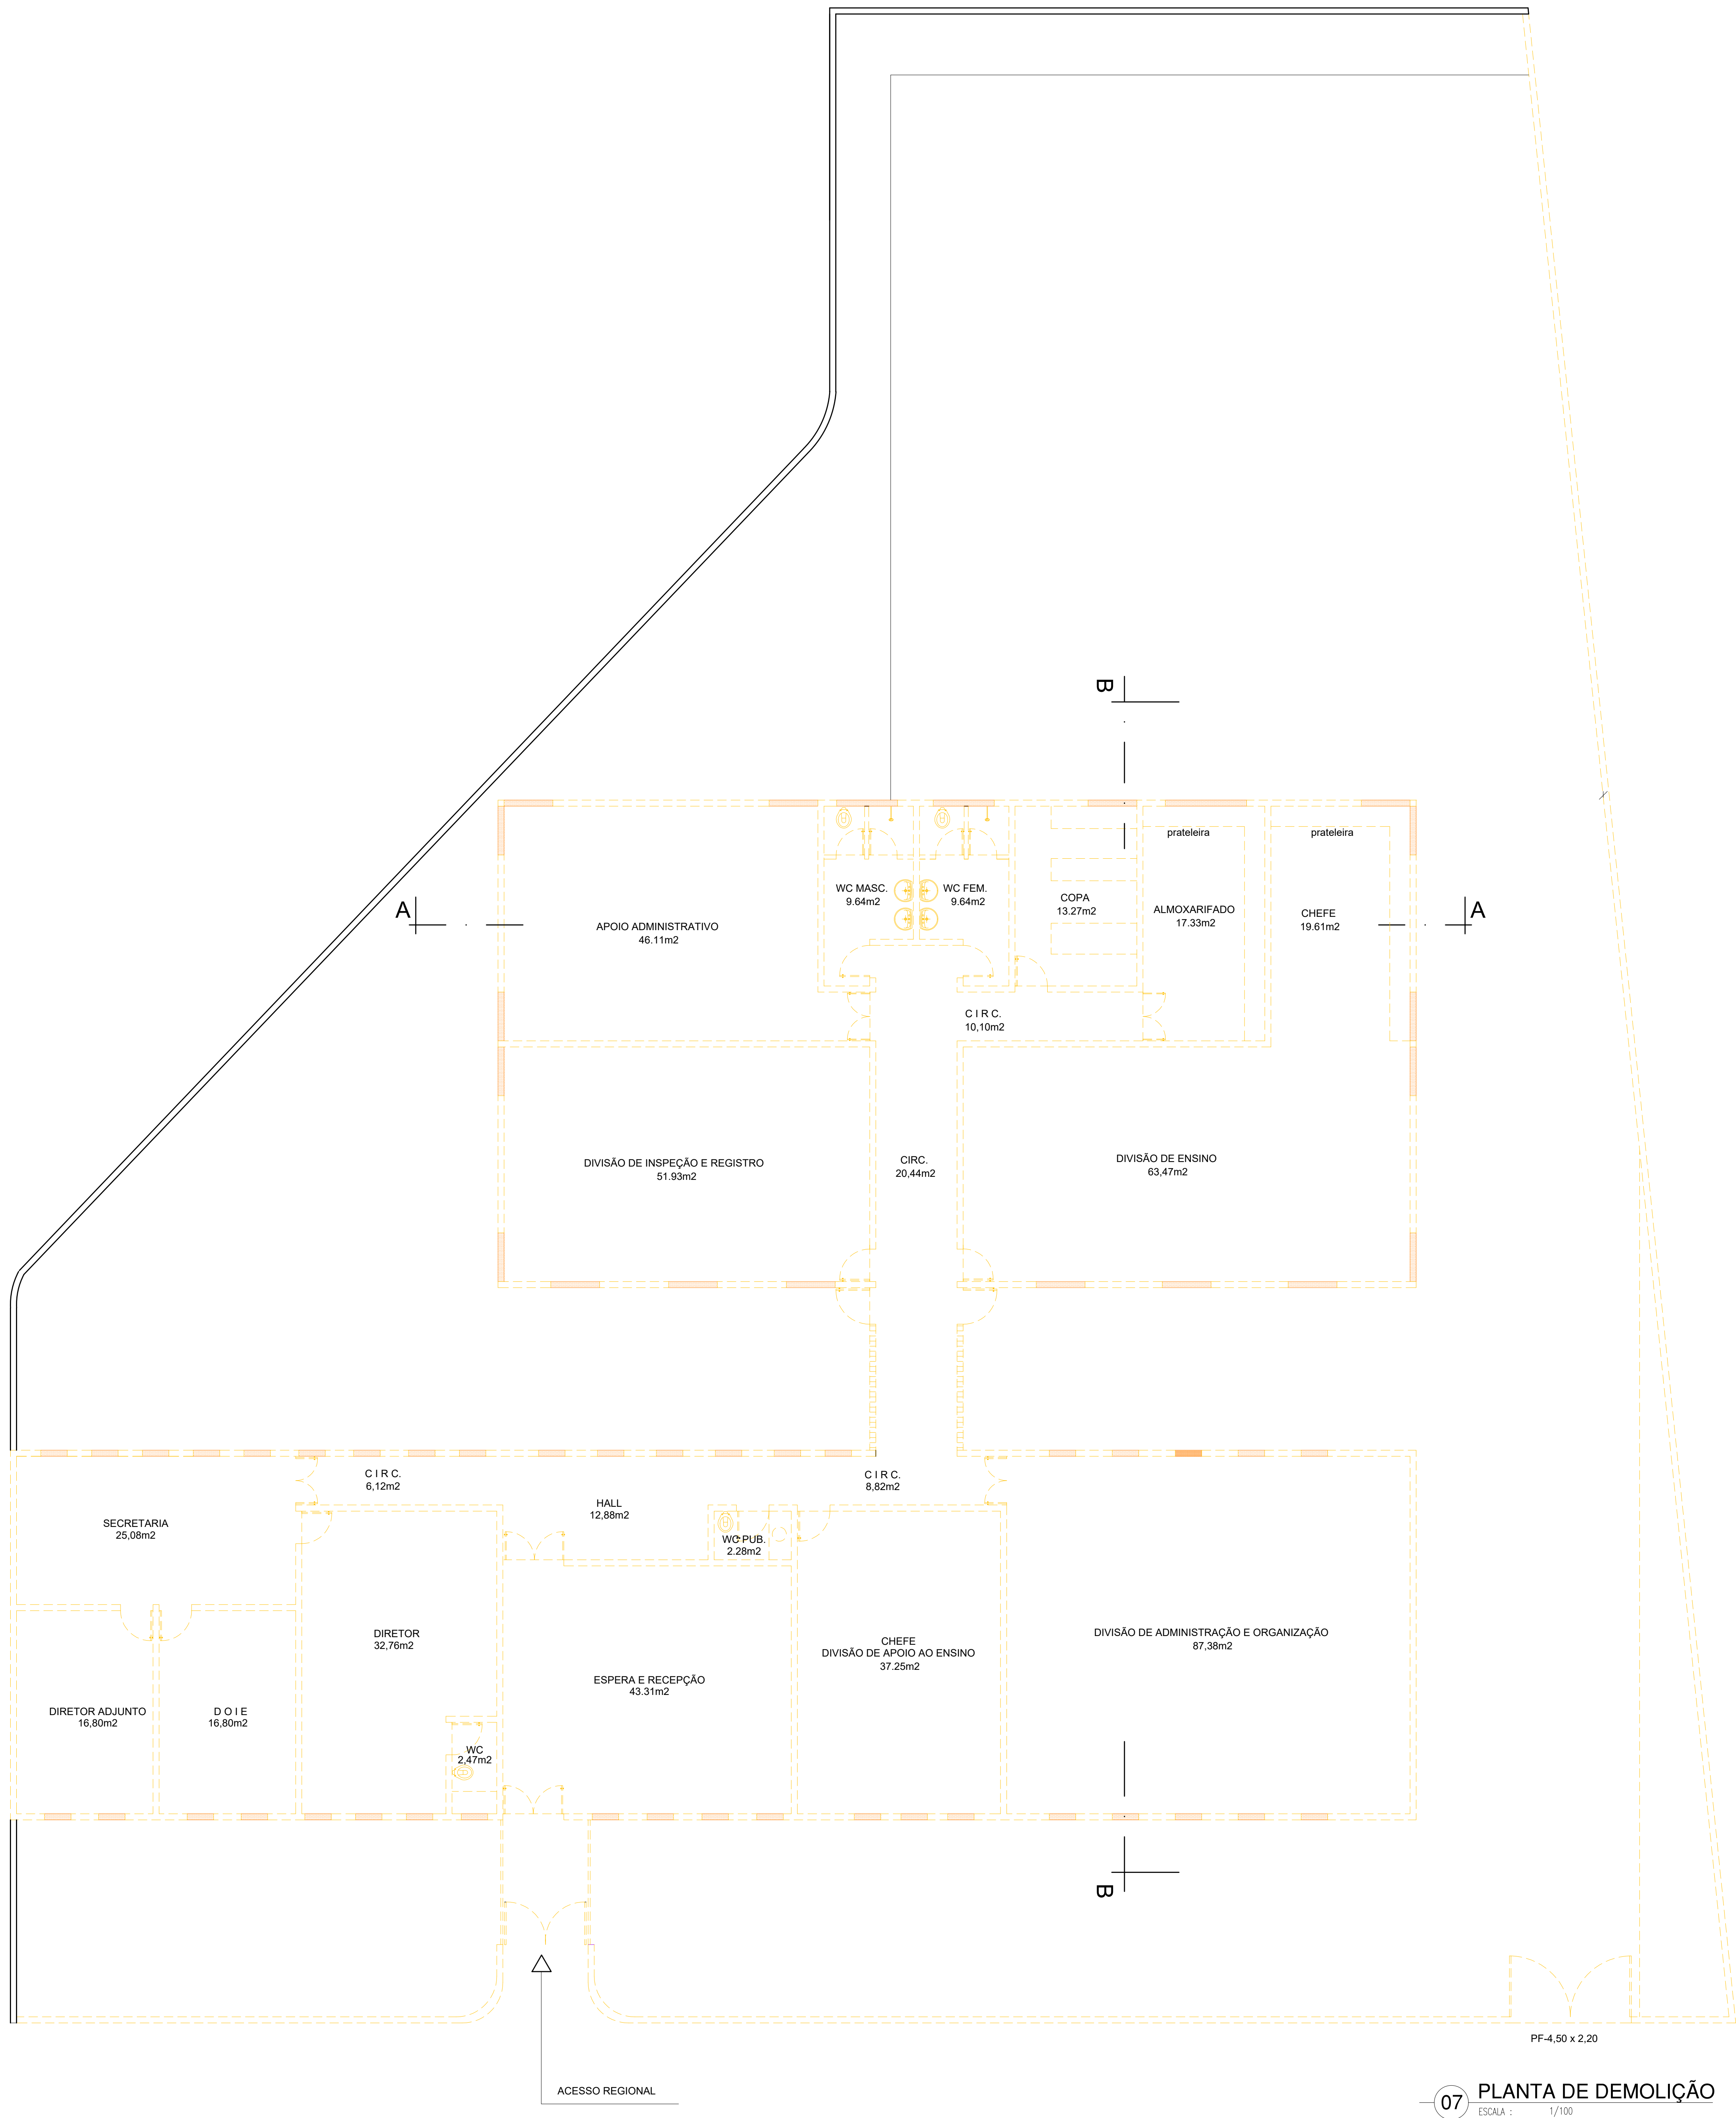 B
prateleira
prateleira
WC MASC.
9.64m2
WC FEM.
9.64m2
COPA
13.27m2
ALMOXARIFADO
17.33m2
CHEFE
19.61m2
A
A
APOIO ADMINISTRATIVO
46.11m2
C I R C.
10,10m2
DIVISÃO DE INSPEÇÃO E REGISTRO
51.93m2
CIRC.
20,44m2
DIVISÃO DE ENSINO
63,47m2
C I R C.
6,12m2
C I R C.
8,82m2
HALL
12,88m2
SECRETARIA
25,08m2
WC PUB.
2.28m2
DIRETOR
32,76m2
CHEFE
DIVISÃO DE APOIO AO ENSINO
37.25m2
DIVISÃO DE ADMINISTRAÇÃO E ORGANIZAÇÃO
87,38m2
ESPERA E RECEPÇÃO
43.31m2
DIRETOR ADJUNTO
16,80m2
D O I E
16,80m2
WC
2,47m2
B
PF-4,50 x 2,20
ACESSO REGIONAL
07 PLANTA DE DEMOLIÇÃO
ESCALA : 1/100